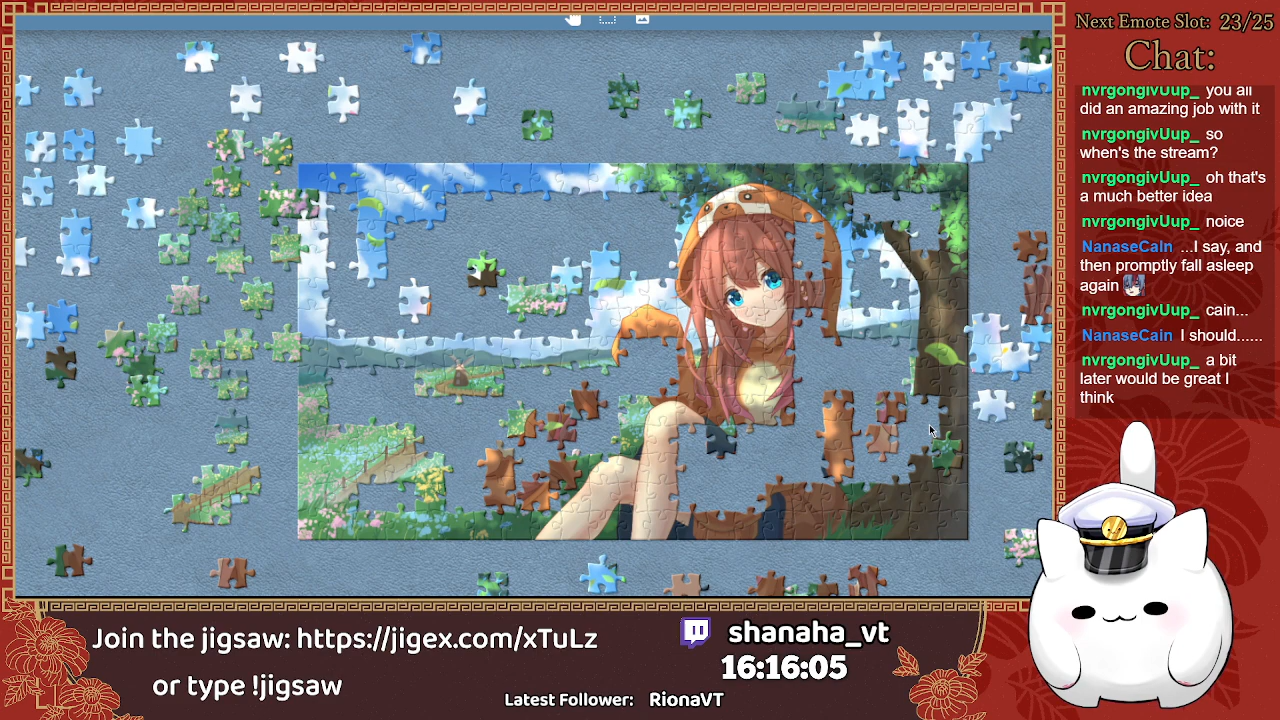 Next Emote Slot: 23/25
Chat:
nvrgongivUup_ you all
did an amazing job with it
nvrgongivUup_ so
when's the stream?
nvrgongivUup_ oh that's
a much better idea
nvrgongivUup_ noice
NanaseCain ...I say, and
then promptly fall asleep
again
nvrgongivUup_ cain...
NanaseCain I should......
nvrgongivUup_ a bit
later would be great I
think
Join the jigsaw: https://jigex.com/xTuLz
or type !jigsaw
shanaha_vt
16:16:05
Latest Follower: RionaVT